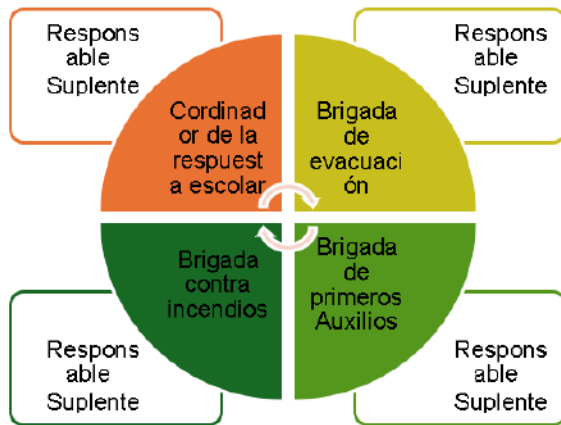 Respons
able
Suplente
Respons
able
Suplente
Cordinad
or de la
respuest
a escolar
Brigada
de
evacuaci
ón
Brigada
contra
incendios
Brigada
de
primeros
Auxilios
Respons
able
Suplente
Respons
able
Suplente